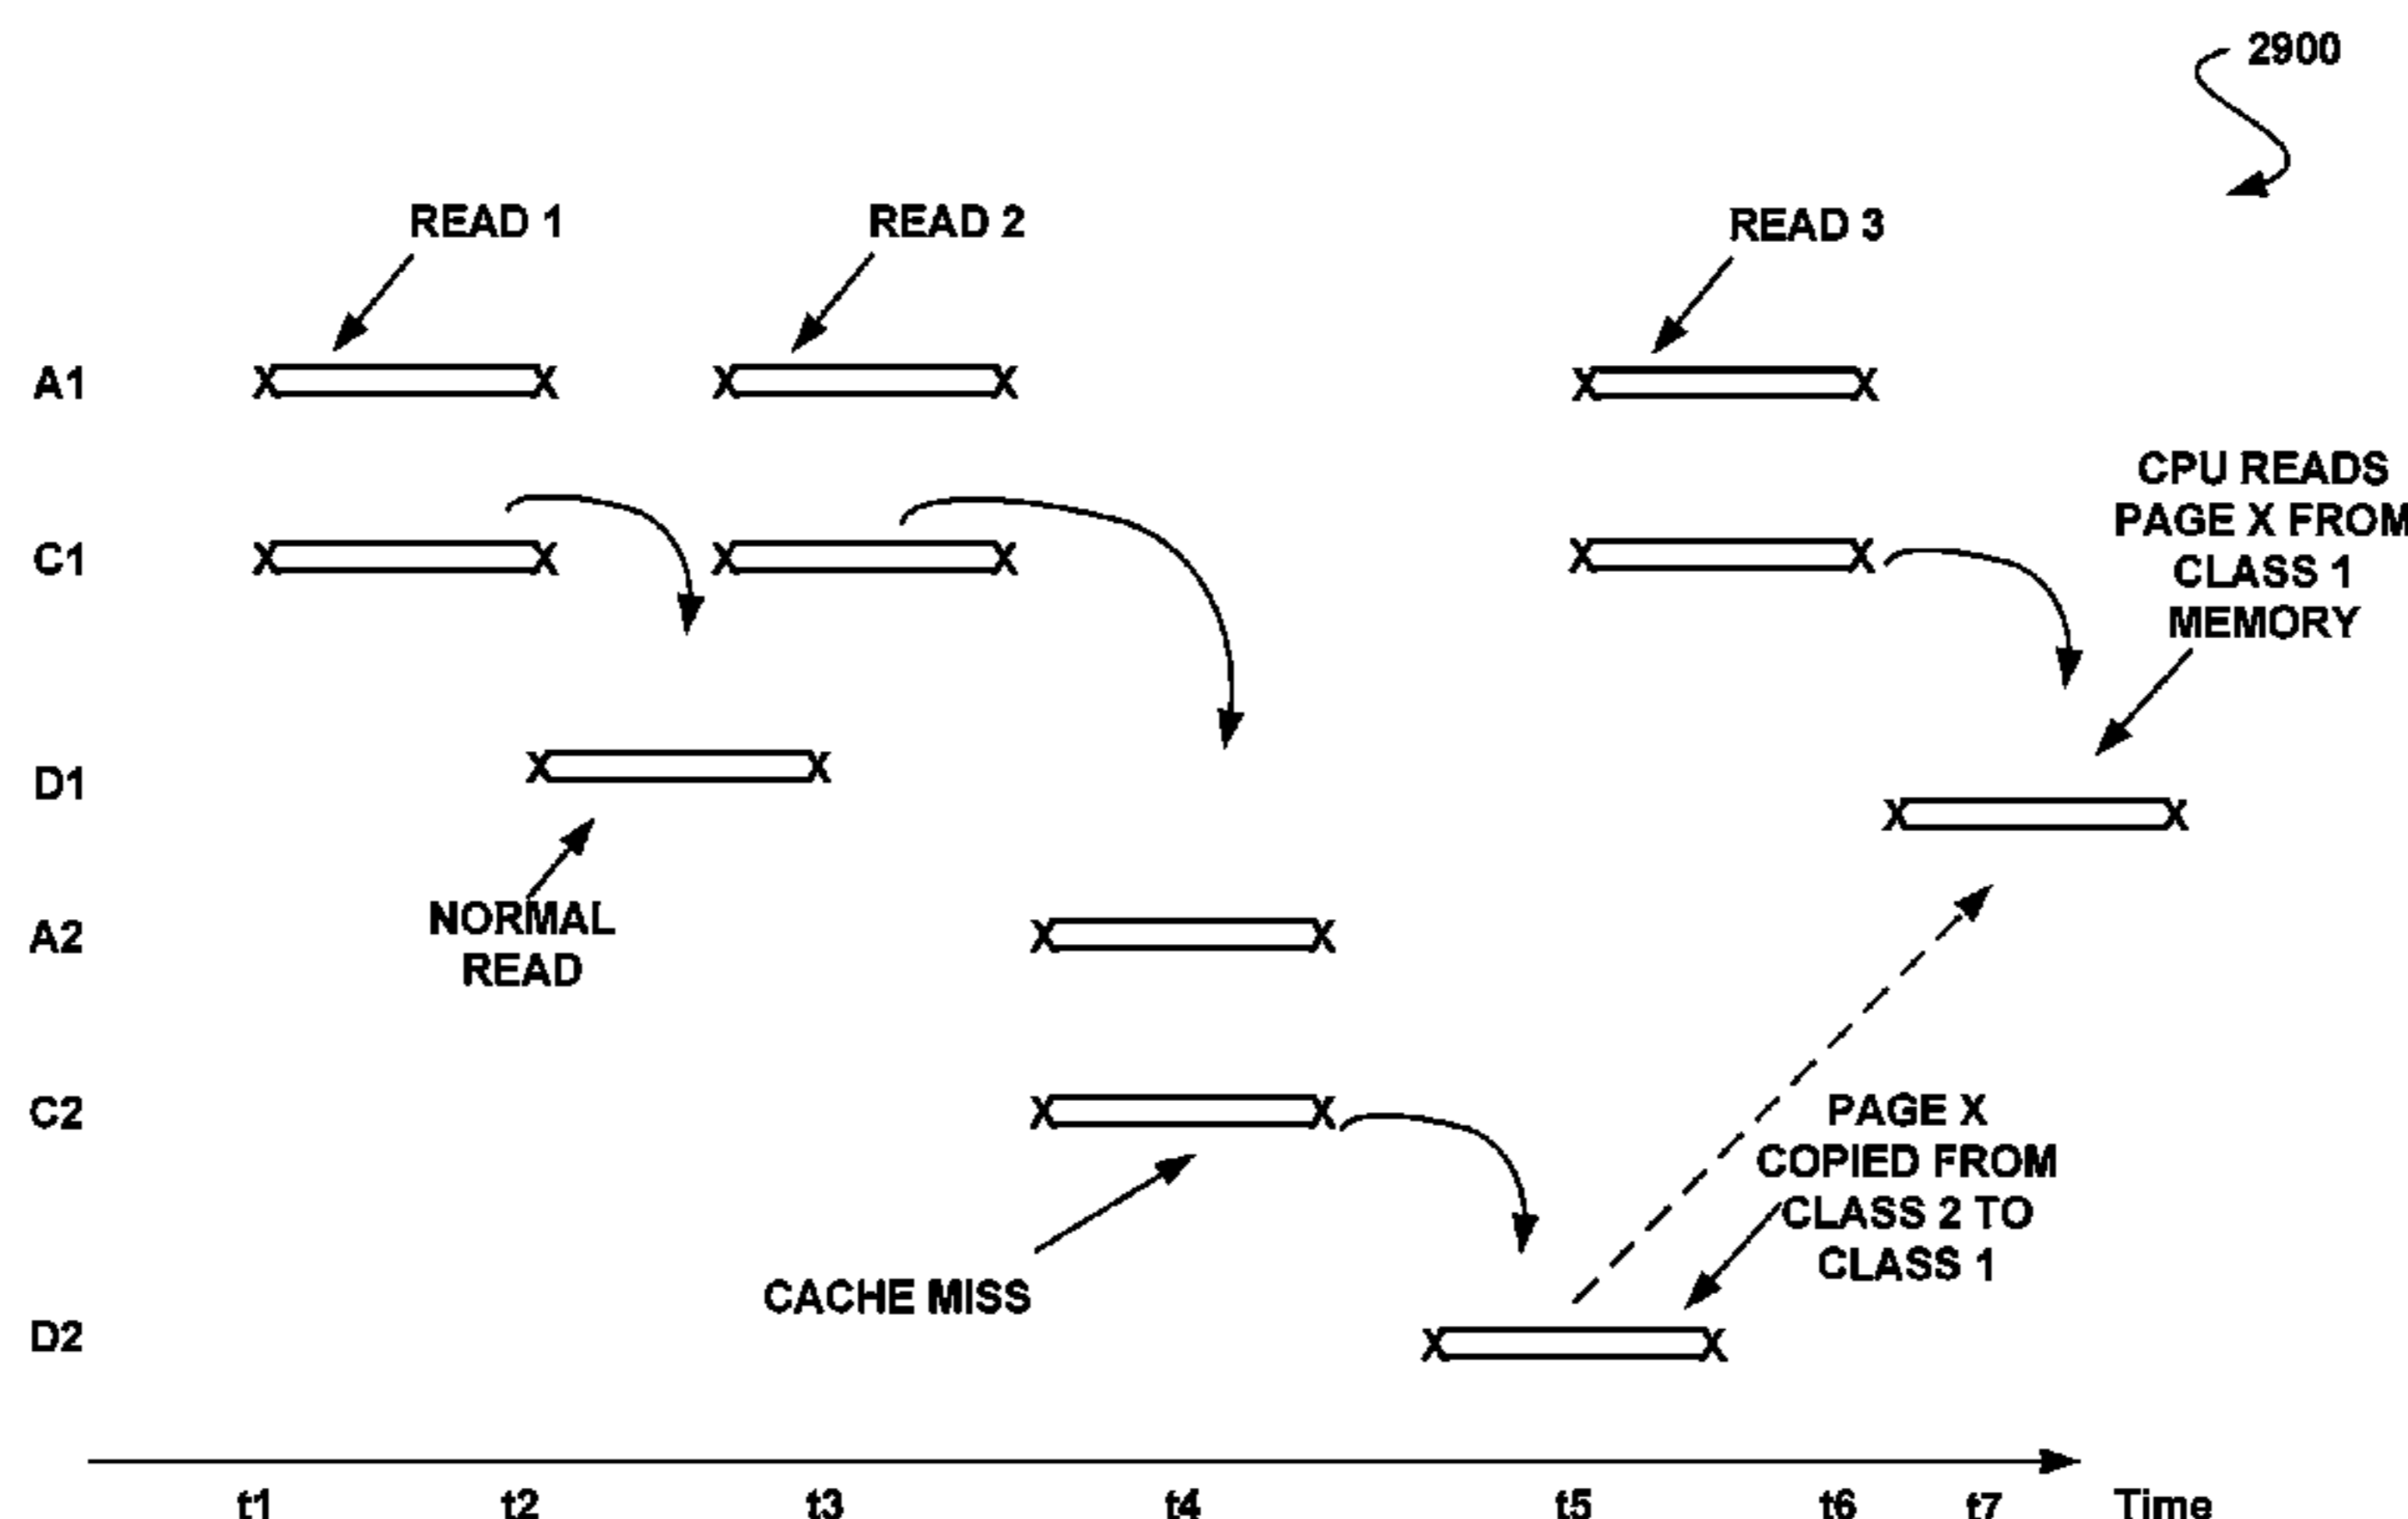 2900
READ 1
READ 2
READ 3
A1
CPU READS
PAGE X FROM
CLASS 1
MEMORY
C1
D1
NORMAL
READ
A2
C2
PAGE X
COPIED FROM
CLASS 2 TO
CLASS 1
CACHE MISS
D2
t1
t2
t3
t4
t5
t6
t7
Time